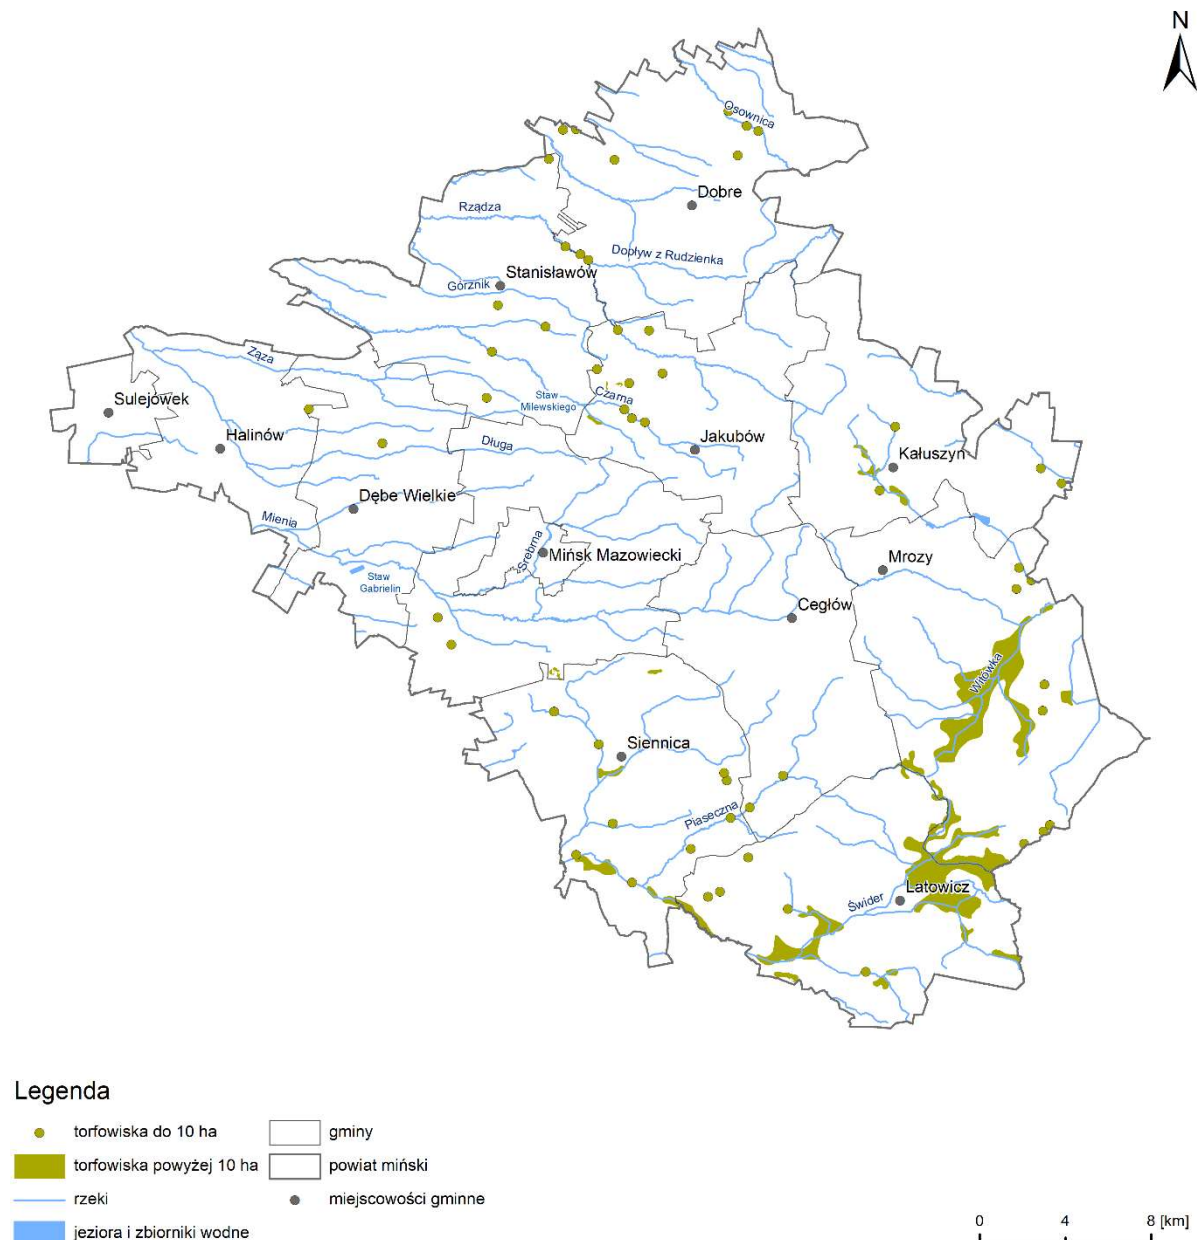 N
Osownica
Dobre
Rządza
Dopływ z Rudzienka
Stanisławów
Górznik
Ząza
Staw
Milewskiego
Czarna
Sulejówek
Halinów
Długa
Jakubów
Kałuszyn
Dębe Wielkie
Mienia
Srebrna
Mińsk Mazowiecki
Mrozy
Staw
Gabrielin
Cegłów
Witówka
Siennica
Piaseczna
Latowicz
Świder
Legenda
torfowiska do 10 ha
gminy
torfowiska powyżej 10 ha
powiat miński
rzeki
miejscowości gminne
jeziora i zbiorniki wodne
0 4 8 [km]